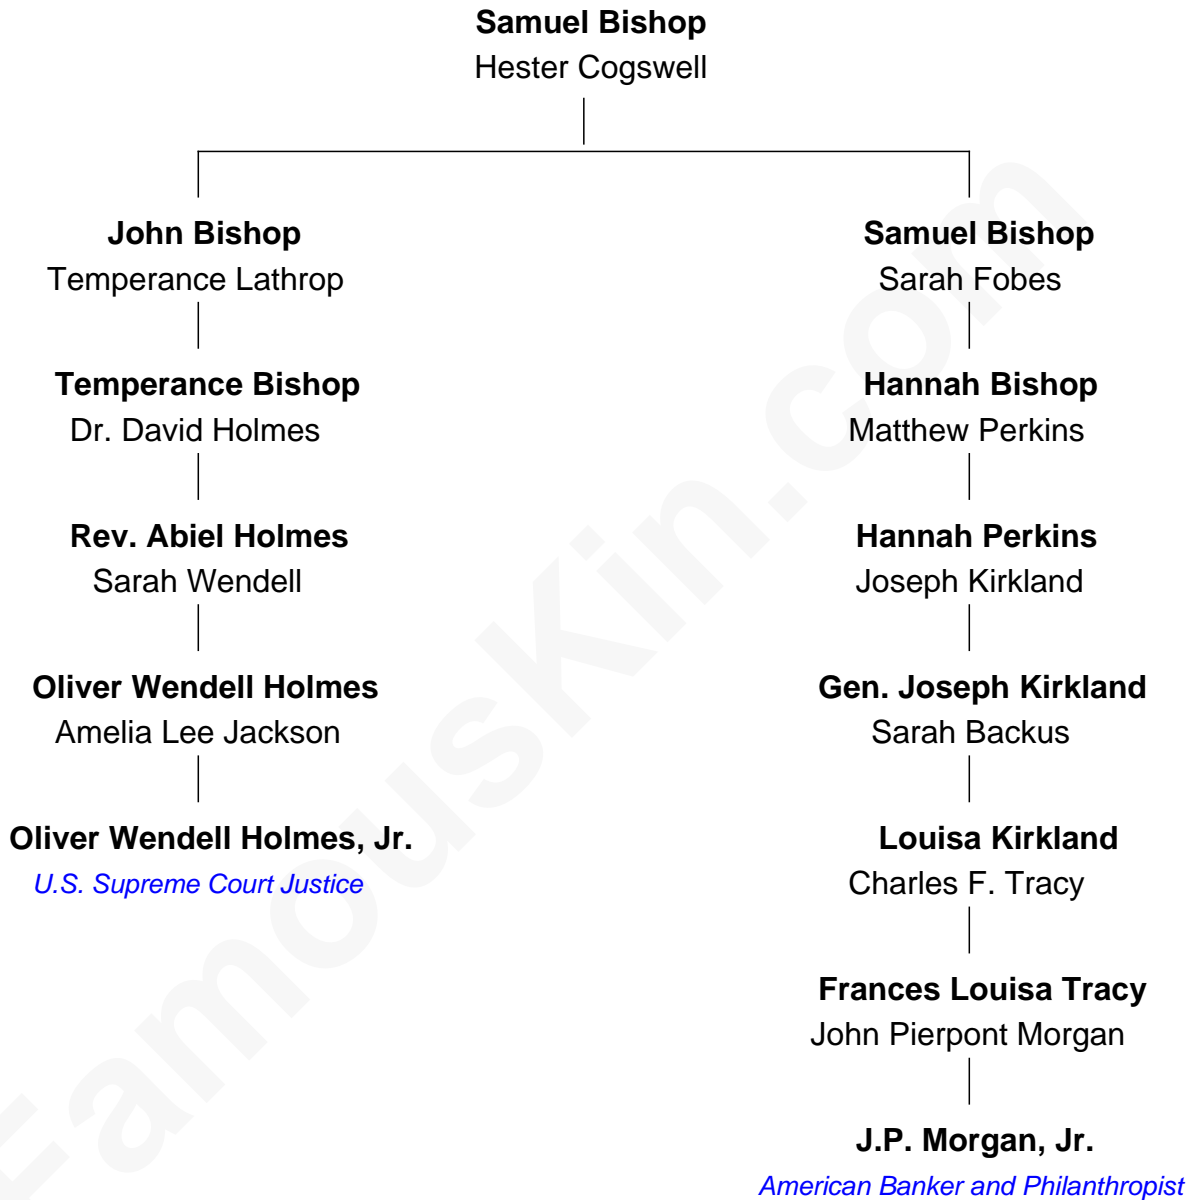 Samuel Bishop
Hester Cogswell
John Bishop
Temperance Lathrop
Temperance Bishop
Dr. David Holmes
Rev. Abiel Holmes
Sarah Wendell
Oliver Wendell Holmes
Amelia Lee Jackson
Oliver Wendell Holmes, Jr.
U.S. Supreme Court Justice
Samuel Bishop
Sarah Fobes
Hannah Bishop
Matthew Perkins
Hannah Perkins
Joseph Kirkland
Gen. Joseph Kirkland
Sarah Backus
Louisa Kirkland
Charles F. Tracy
Frances Louisa Tracy
John Pierpont Morgan
J.P. Morgan, Jr.
American Banker and Philanthropist
FamousKin.com